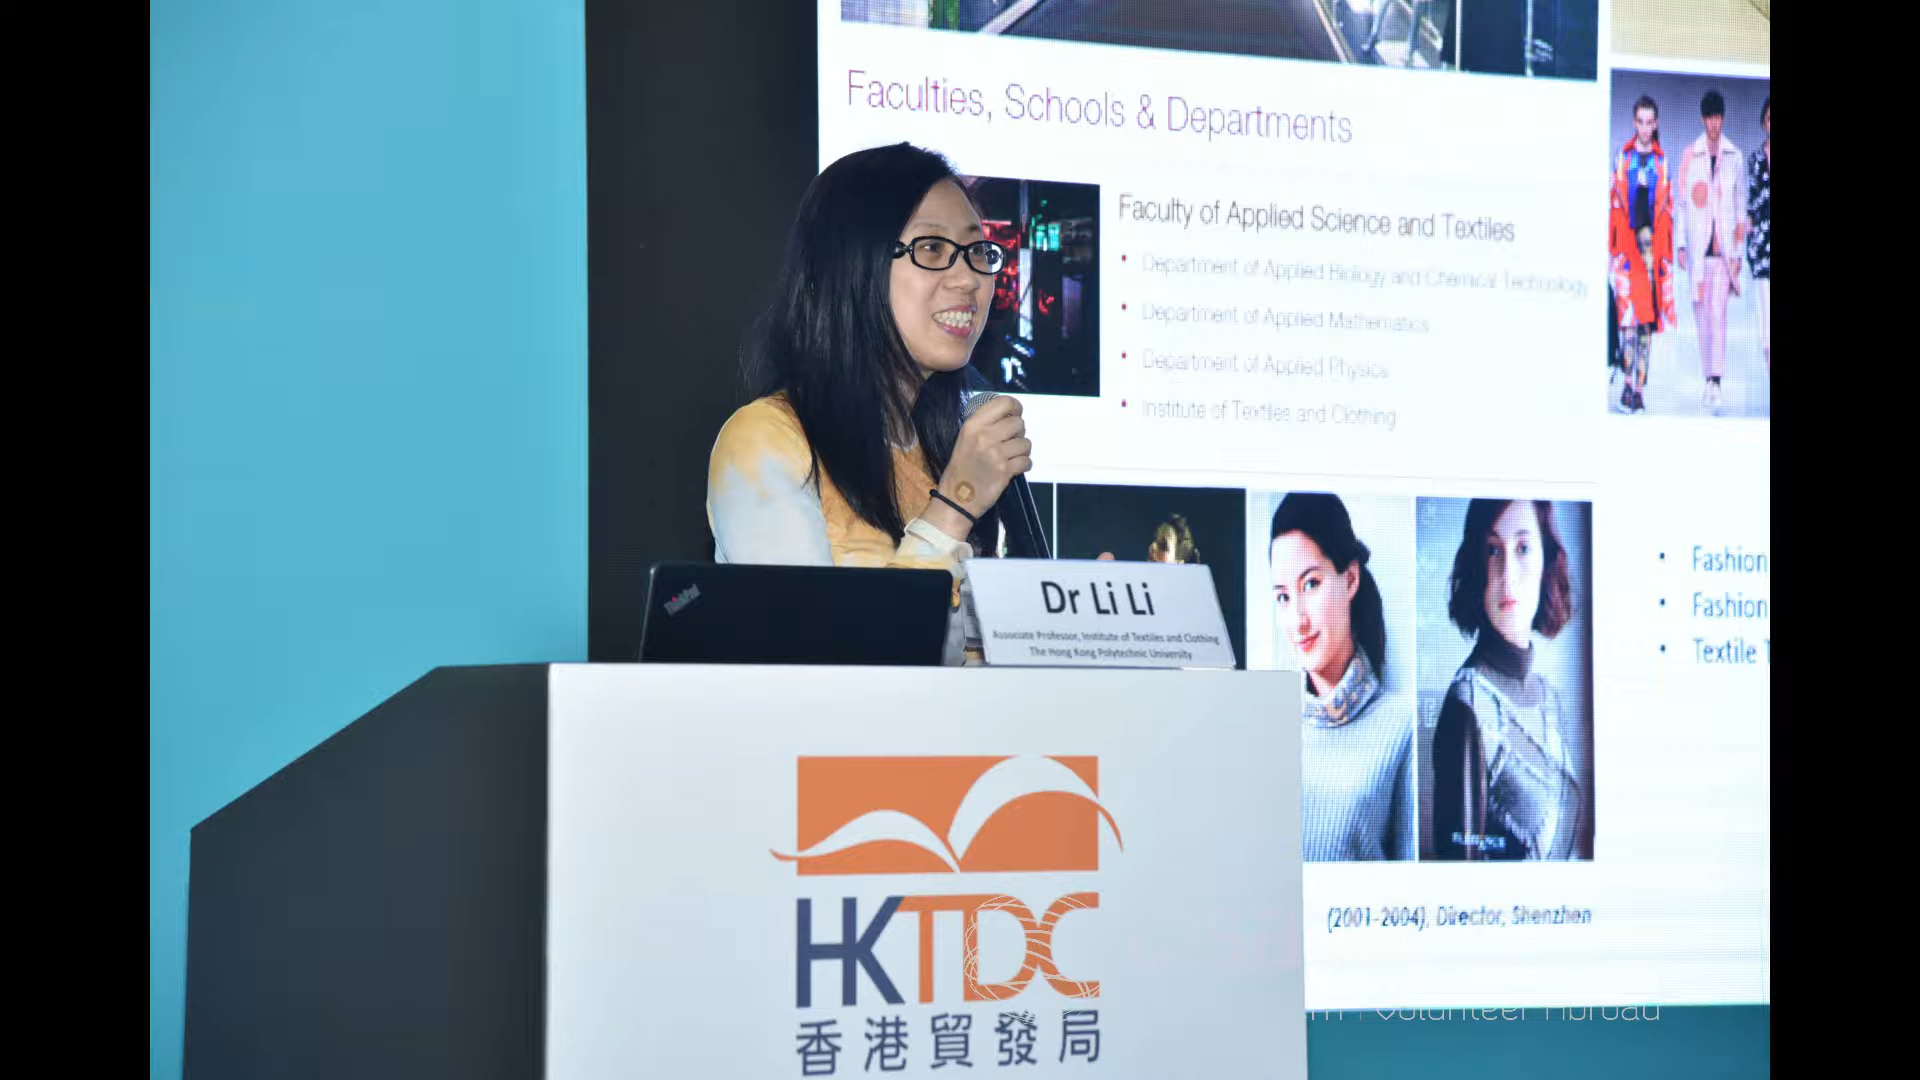 Faculties, Schools & Departments
Faculty of Applied Science and Textiles
• Department of Applied Biology and Chemical Technology
• Department of Applied Mathematics
• Department of Applied Physics
• Institute of Textiles and Clothing
• Fashion
• Fashion
• Textile
(2001-2004), Director, Shenzhen
ThinkPad
Dr Li Li
Associate Professor, Institute of Textiles and Clothing
The Hong Kong Polytechnic University
HKTDC
香港貿發局
Volunteer Abroad